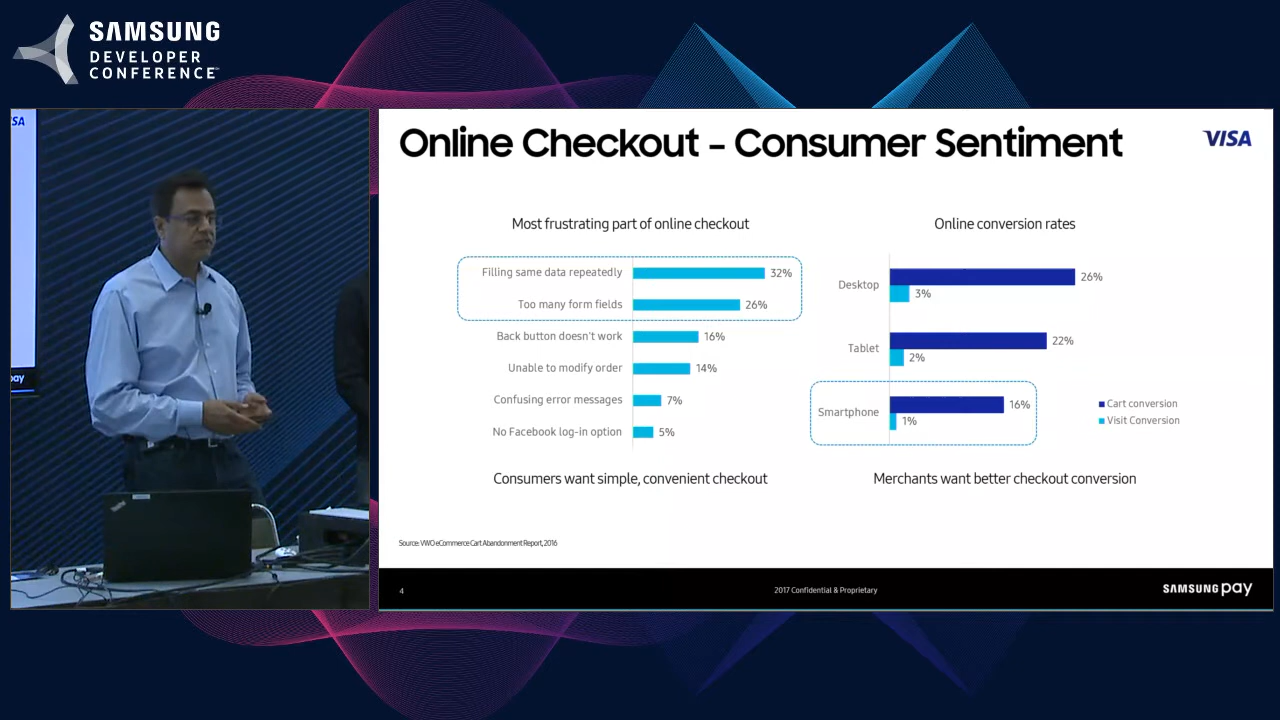 SAMSUNG
DEVELOPER
CONFERENCE
SA
pay
Online Checkout – Consumer Sentiment
VISA
Most frustrating part of online checkout
Filling same data repeatedly 32%
Too many form fields 26%
Back button doesn't work 16%
Unable to modify order 14%
Confusing error messages 7%
No Facebook log-in option 5%
Consumers want simple, convenient checkout
Online conversion rates
Desktop 26%
3%
Tablet 22%
2%
Smartphone 16%
1%
Cart conversion
Visit Conversion
Merchants want better checkout conversion
Source: VWO eCommerce Cart Abandonment Report, 2016
4
2017 Confidential & Proprietary
SAMSUNG pay